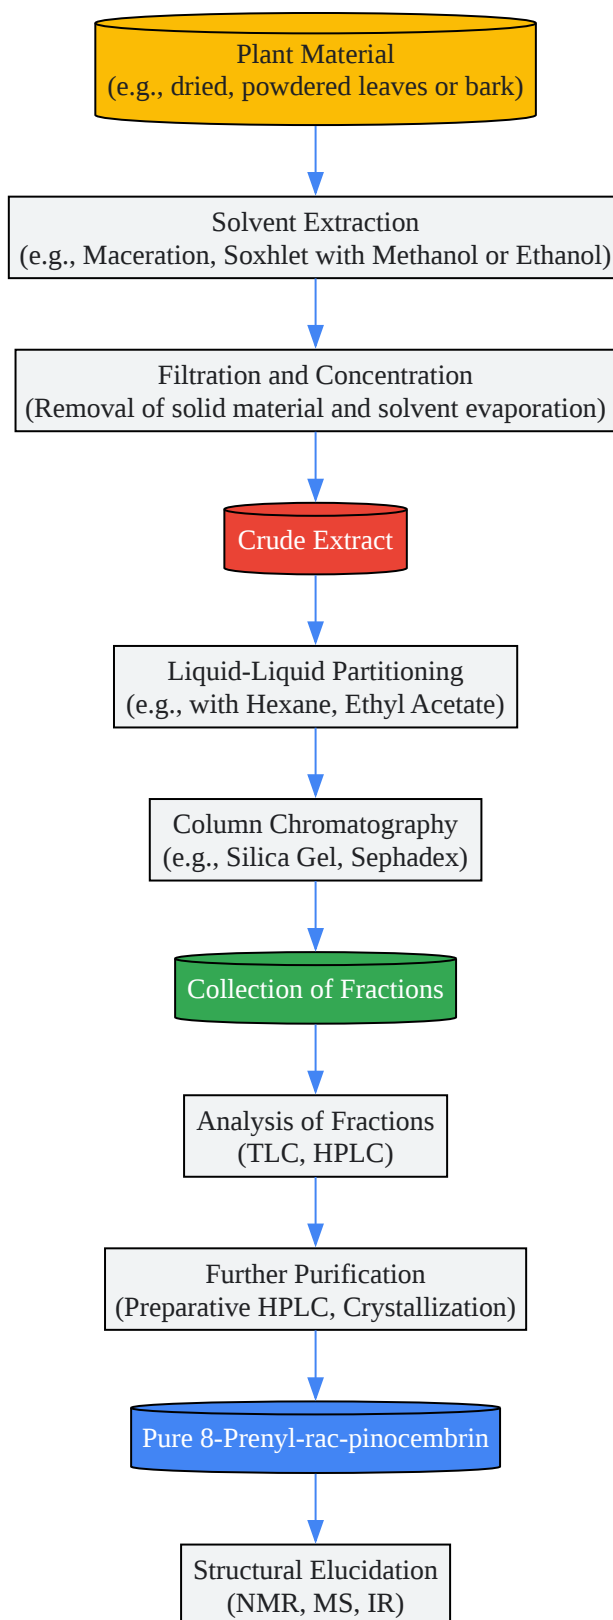 Plant Material
(e.g., dried, powdered leaves or bark)
Solvent Extraction
(e.g., Maceration, Soxhlet with Methanol or Ethanol)
Filtration and Concentration
(Removal of solid material and solvent evaporation)
Crude Extract
Liquid-Liquid Partitioning
(e.g., with Hexane, Ethyl Acetate)
Column Chromatography
(e.g., Silica Gel, Sephadex)
Collection of Fractions
Analysis of Fractions
(TLC, HPLC)
Further Purification
(Preparative HPLC, Crystallization)
Pure 8-Prenyl-rac-pinocembrin
Structural Elucidation
(NMR, MS, IR)